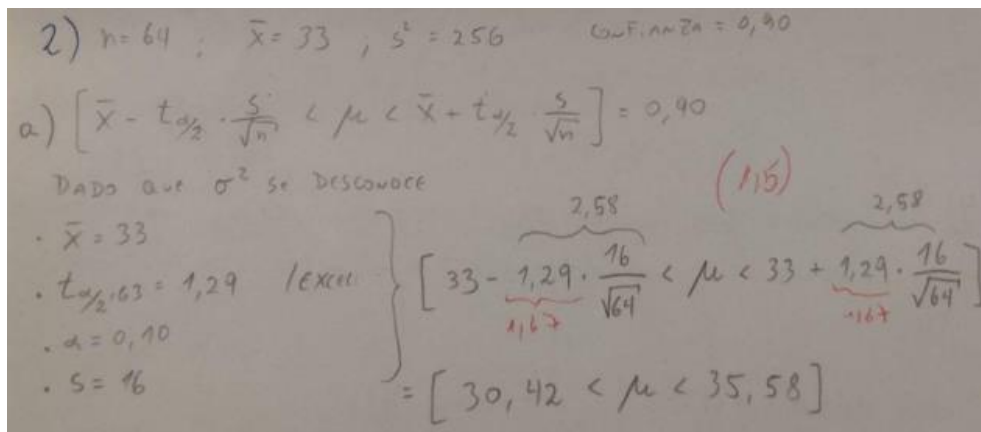 2) n= 64 ; x̄ = 33 ; s² = 256 CONFIANZA = 0,90
a) [ x̄ - t α/2 · s/√n < μ < x̄ + t α/2 · s/√n ] = 0,90
DADO QUE σ² SE DESCONOCE
(1,5)
2,58 2,58
· x̄ = 33
· t α/2;63 = 1,29 /EXCEL
[ 33 - 1,29 · 16/√64 < μ < 33 + 1,29 · 16/√64 ]
1,67 1,67
· α = 0,10
· S = 16
= [ 30,42 < μ < 35,58 ]